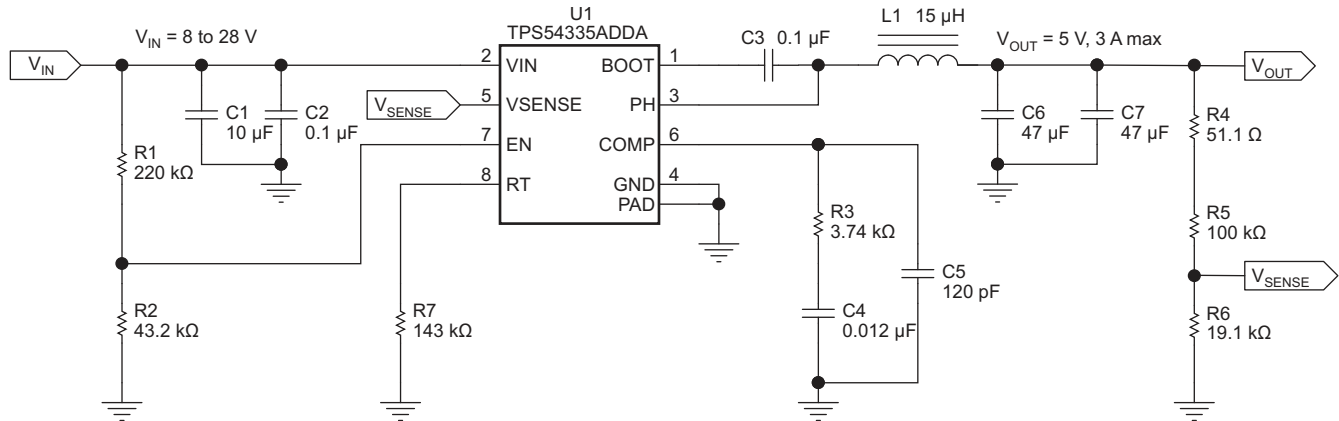 U1
TPS54335ADDA
L1 15 µH
V_IN = 8 to 28 V
C3 0.1 µF
V_OUT = 5 V, 3 A max
V_IN
2
VIN
BOOT
1
V_OUT
V_SENSE
5
VSENSE
PH
3
C1
10 µF
C2
0.1 µF
C6
47 µF
C7
47 µF
R4
51.1 Ω
7
EN
COMP
6
R1
220 kΩ
8
RT
GND
4
PAD
R3
3.74 kΩ
R5
100 kΩ
C5
120 pF
V_SENSE
R2
43.2 kΩ
R7
143 kΩ
C4
0.012 µF
R6
19.1 kΩ